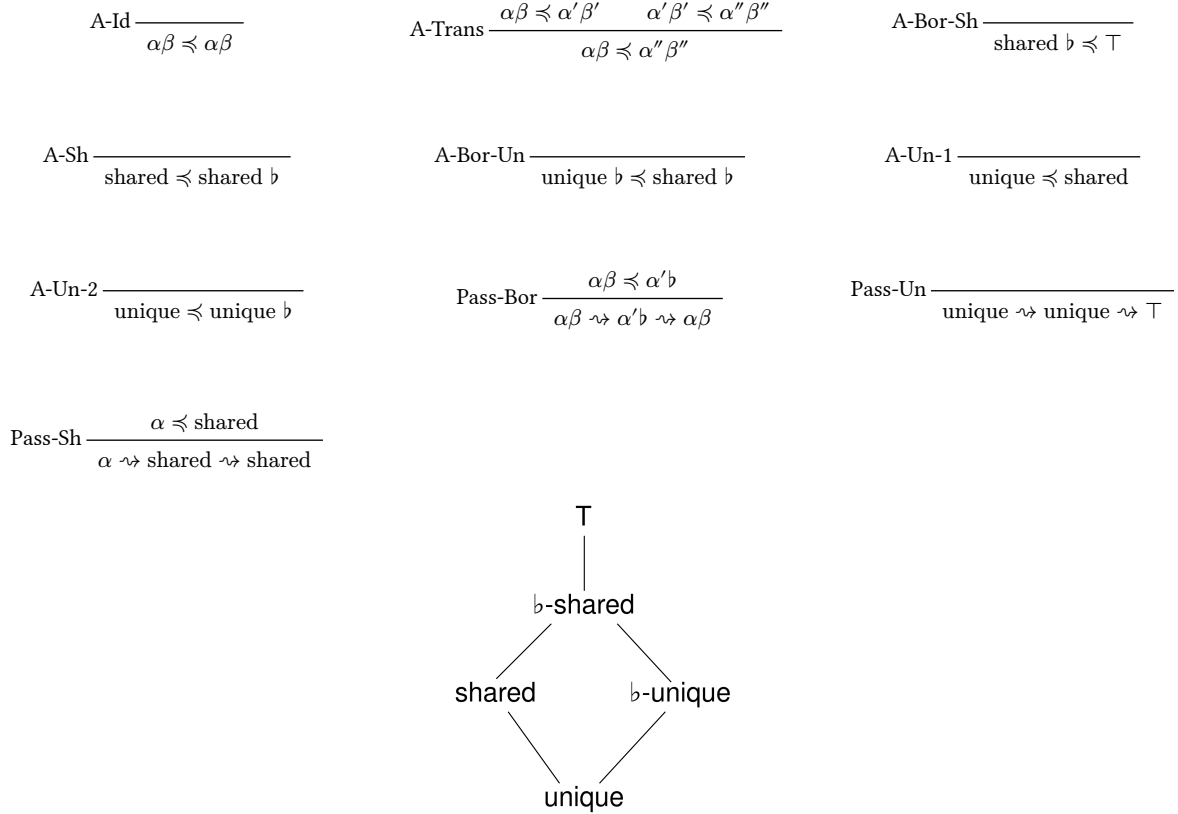 A-Id
αβ ≼ αβ
A-Trans
αβ ≼ α′β′ α′β′ ≼ α″β″
αβ ≼ α″β″
A-Bor-Sh
shared ♭ ≼ ⊤
A-Sh
shared ≼ shared ♭
A-Bor-Un
unique ♭ ≼ shared ♭
A-Un-1
unique ≼ shared
A-Un-2
unique ≼ unique ♭
Pass-Bor
αβ ≼ α′♭
αβ ⇝ α′♭ ⇝ αβ
Pass-Un
unique ⇝ unique ⇝ ⊤
Pass-Sh
α ≼ shared
α ⇝ shared ⇝ shared
⊤
♭-shared
shared ♭-unique
unique